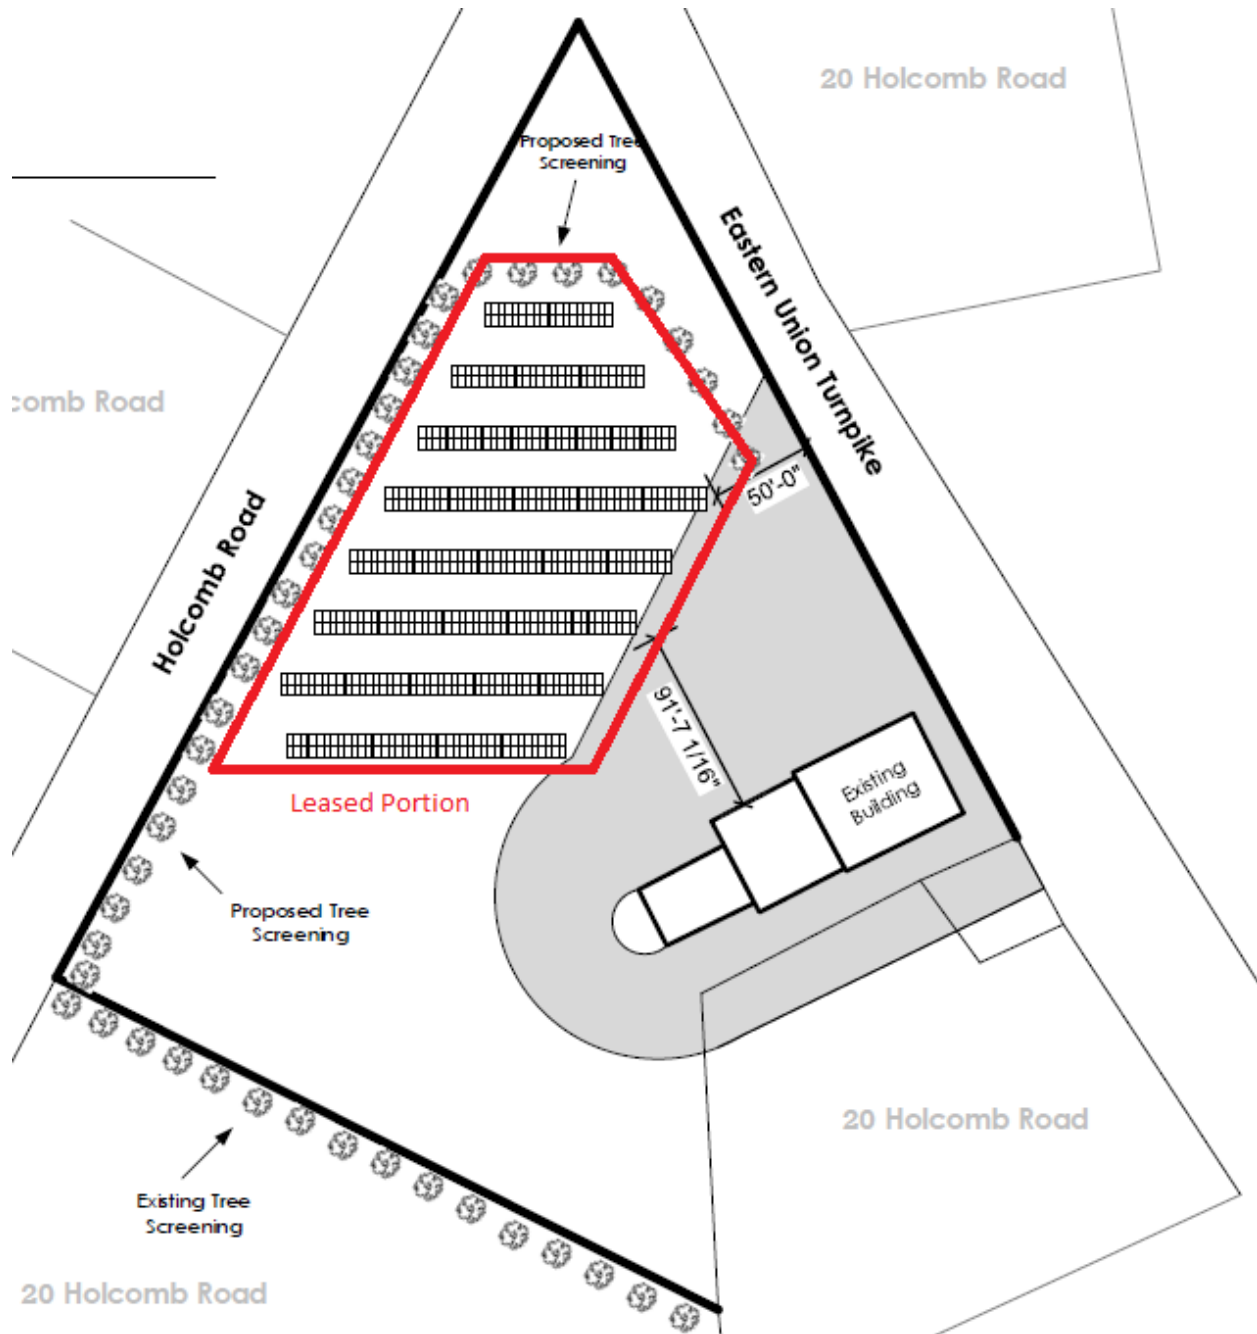 20 Holcomb Road
Proposed Tree
Screening
Eastern Union Turnpike
comb Road
50'-0"
Holcomb Road
91'-7 1/16"
Existing
Building
Leased Portion
Proposed Tree
Screening
20 Holcomb Road
Existing Tree
Screening
20 Holcomb Road